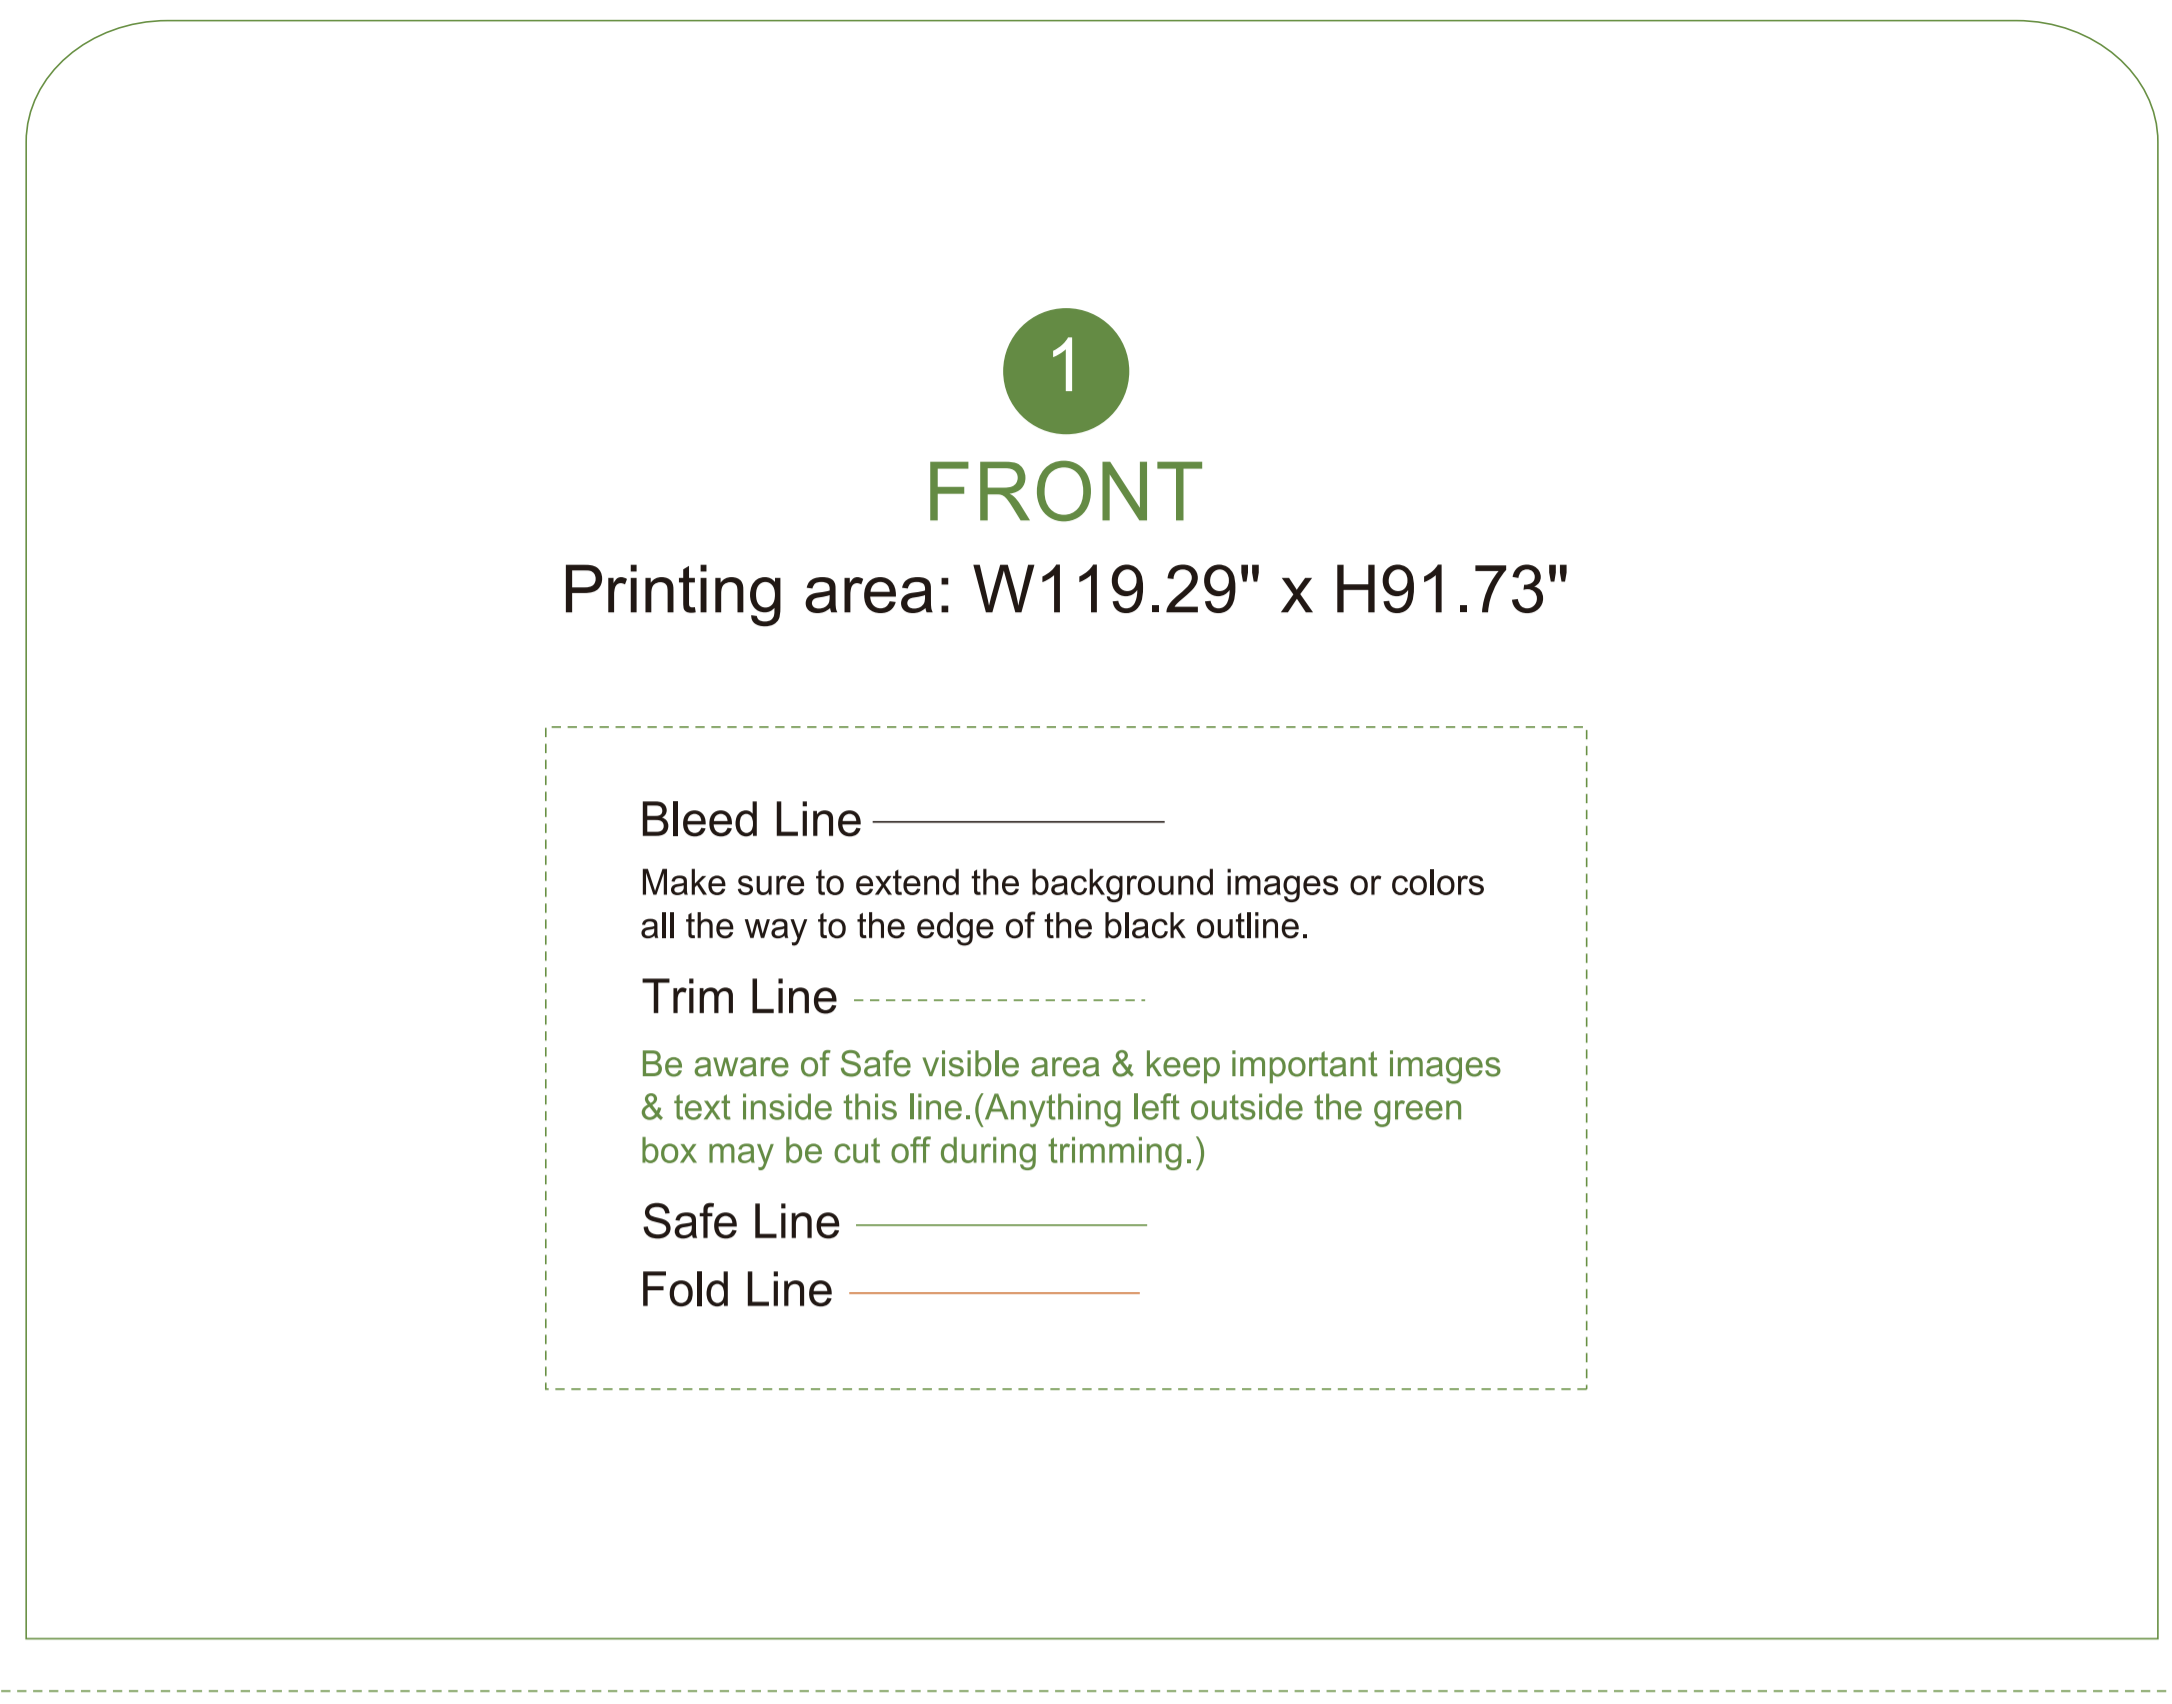 1
FRONT
Printing area: W119.29" x H91.73"
Bleed Line
Make sure to extend the background images or colors
all the way to the edge of the black outline.
Trim Line
Be aware of Safe visible area & keep important images
& text inside this line.(Anything left outside the green
box may be cut off during trimming.)
Safe Line
Fold Line